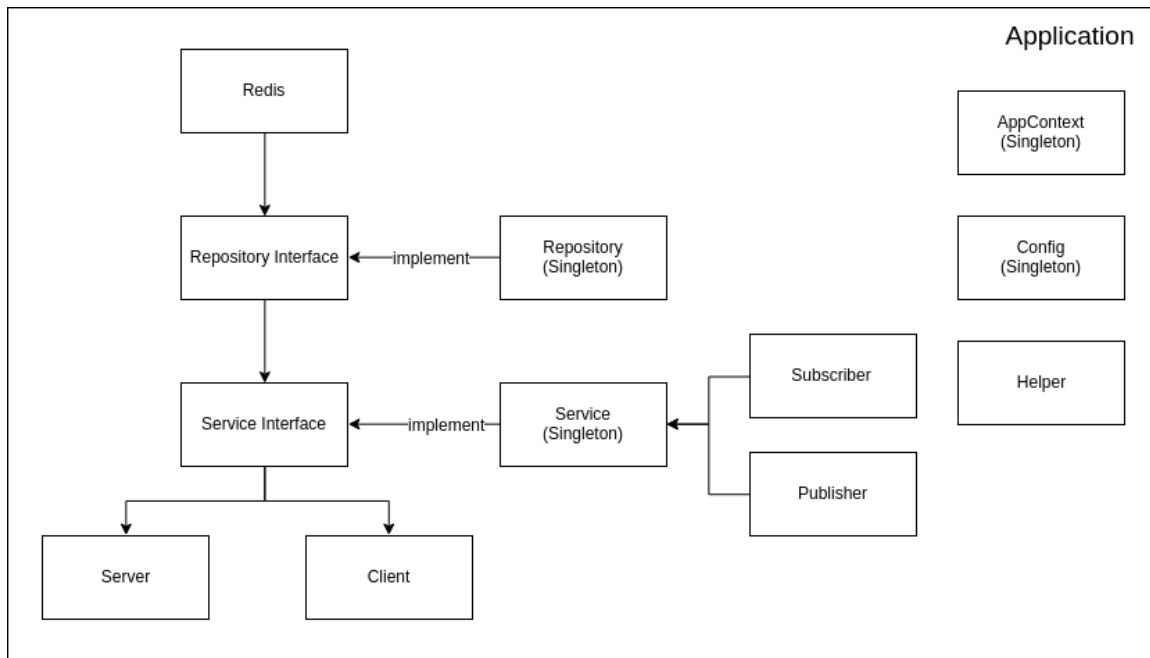 Application
Redis
AppContext
(Singleton)
Repository Interface
implement
Repository
(Singleton)
Config
(Singleton)
Subscriber
Helper
Service Interface
implement
Service
(Singleton)
Publisher
Server
Client